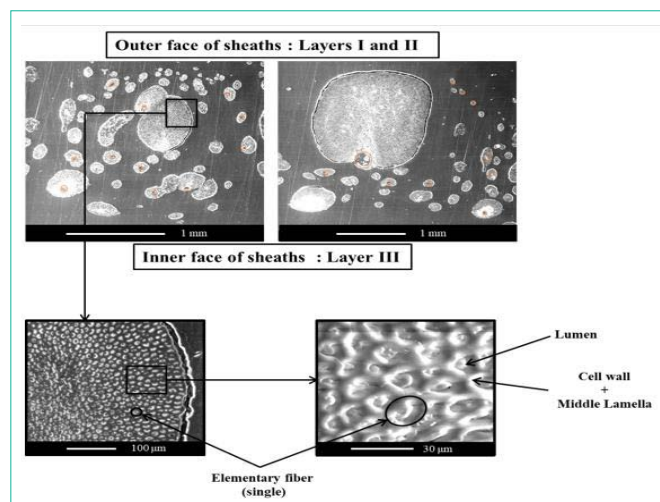 Outer face of sheaths : Layers I and II
1 mm
1 mm
Inner face of sheaths : Layer III
Lumen
Cell wall
+
Middle Lamella
100 µm
30 µm
Elementary fiber
(single)